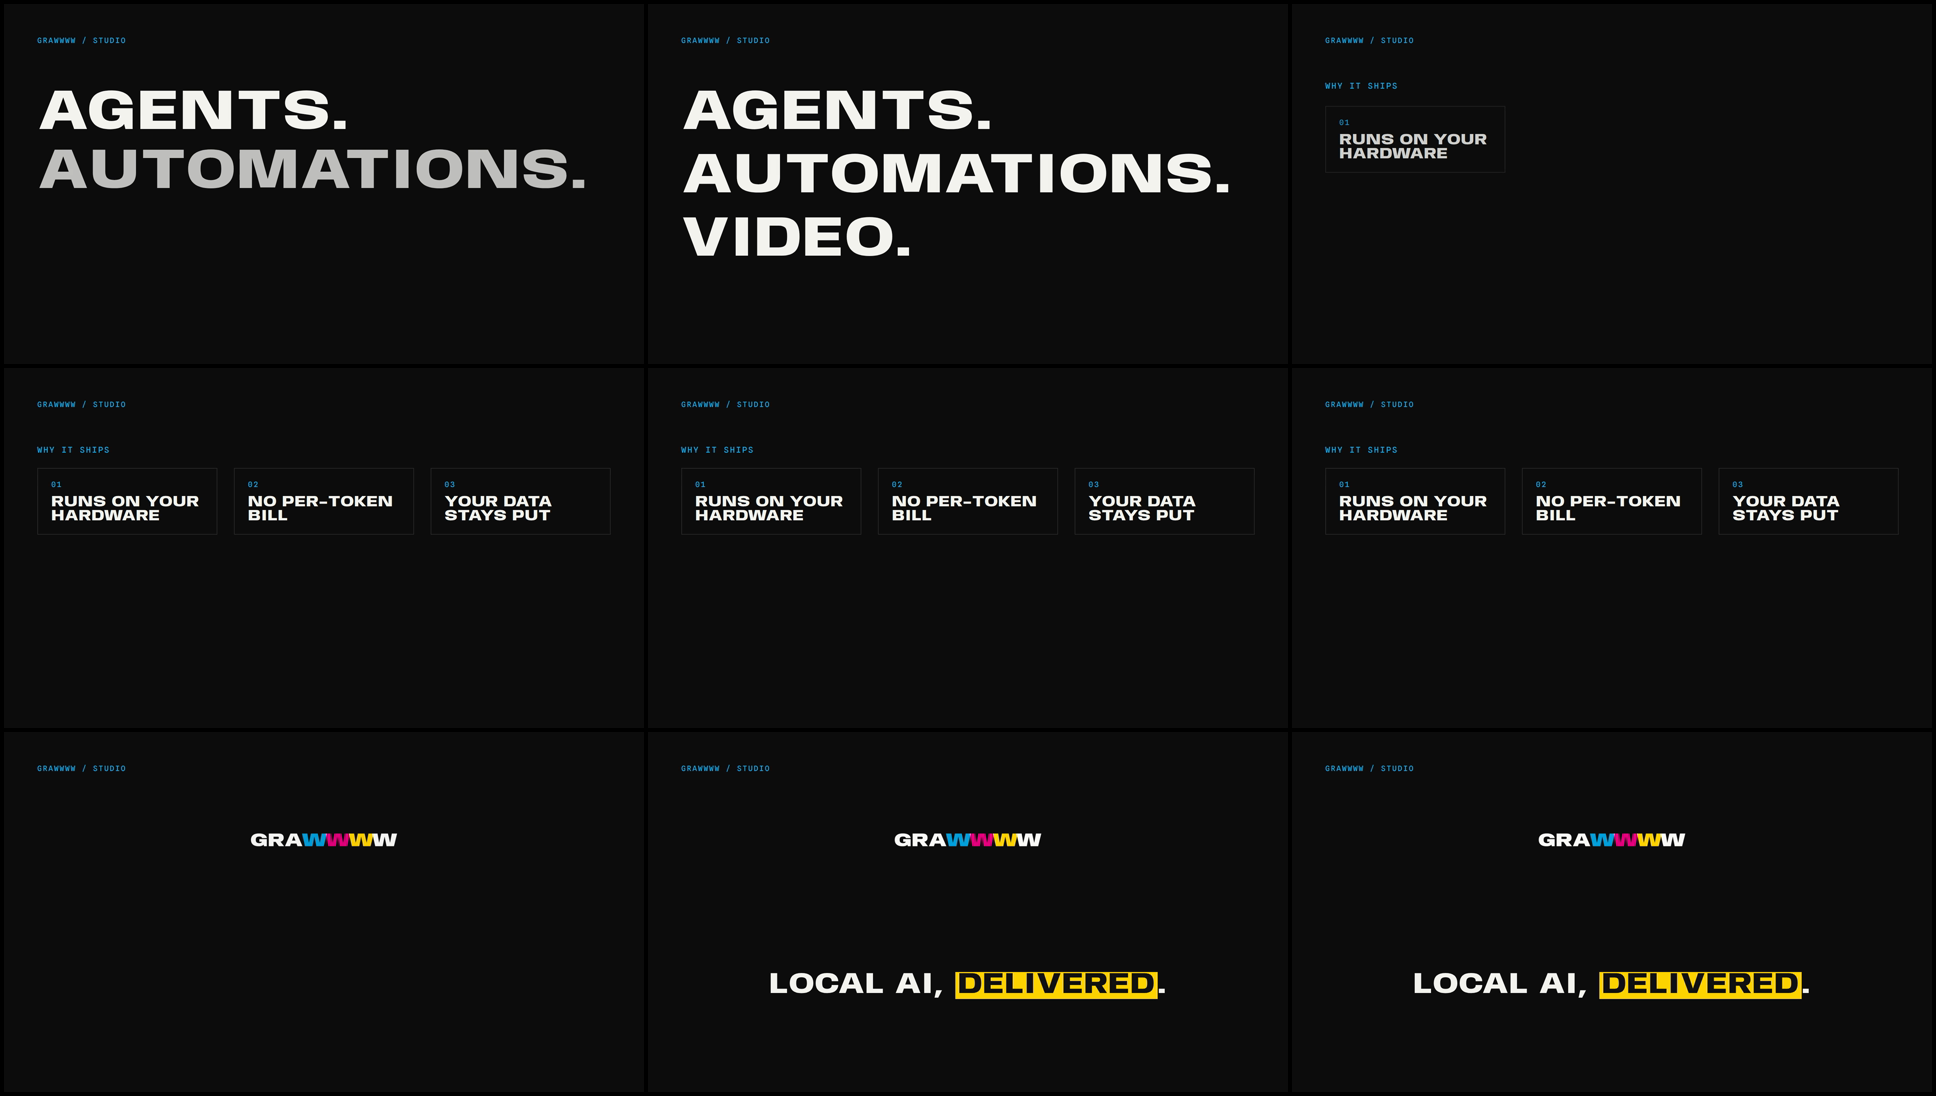 GRAWWWW / STUDIO
AGENTS.
AUTOMATIONS.
GRAWWWW / STUDIO
AGENTS.
AUTOMATIONS.
VIDEO.
GRAWWWW / STUDIO
WHY IT SHIPS
01
RUNS ON YOUR
HARDWARE
GRAWWWW / STUDIO
WHY IT SHIPS
01
RUNS ON YOUR
HARDWARE
02
NO PER-TOKEN
BILL
03
YOUR DATA
STAYS PUT
GRAWWWW / STUDIO
WHY IT SHIPS
01
RUNS ON YOUR
HARDWARE
02
NO PER-TOKEN
BILL
03
YOUR DATA
STAYS PUT
GRAWWWW / STUDIO
WHY IT SHIPS
01
RUNS ON YOUR
HARDWARE
02
NO PER-TOKEN
BILL
03
YOUR DATA
STAYS PUT
GRAWWWW / STUDIO
GRAWWWW
GRAWWWW / STUDIO
GRAWWWW
LOCAL AI, DELIVERED.
GRAWWWW / STUDIO
GRAWWWW
LOCAL AI, DELIVERED.